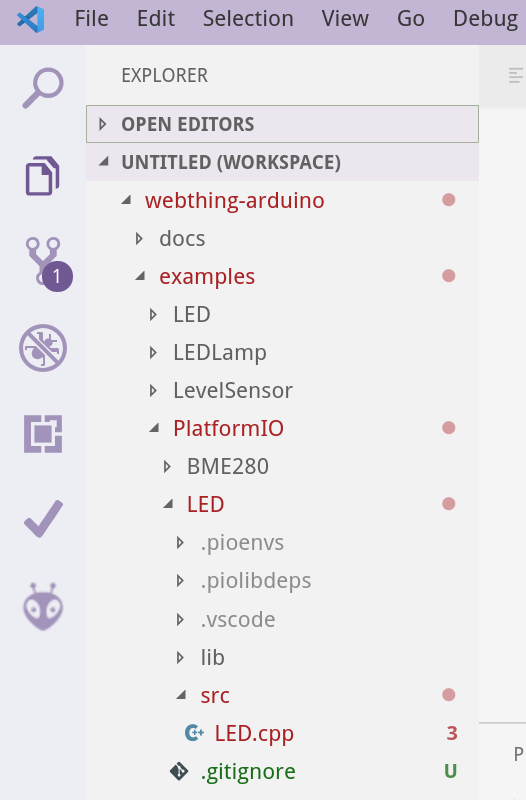 File Edit Selection View Go Debug
EXPLORER
OPEN EDITORS
UNTITLED (WORKSPACE)
webthing-arduino
docs
examples
1
LED
LEDLamp
LevelSensor
PlatformIO
BME280
LED
.pioenvs
.piolibdeps
.vscode
lib
src
LED.cpp 3
P
.gitignore U